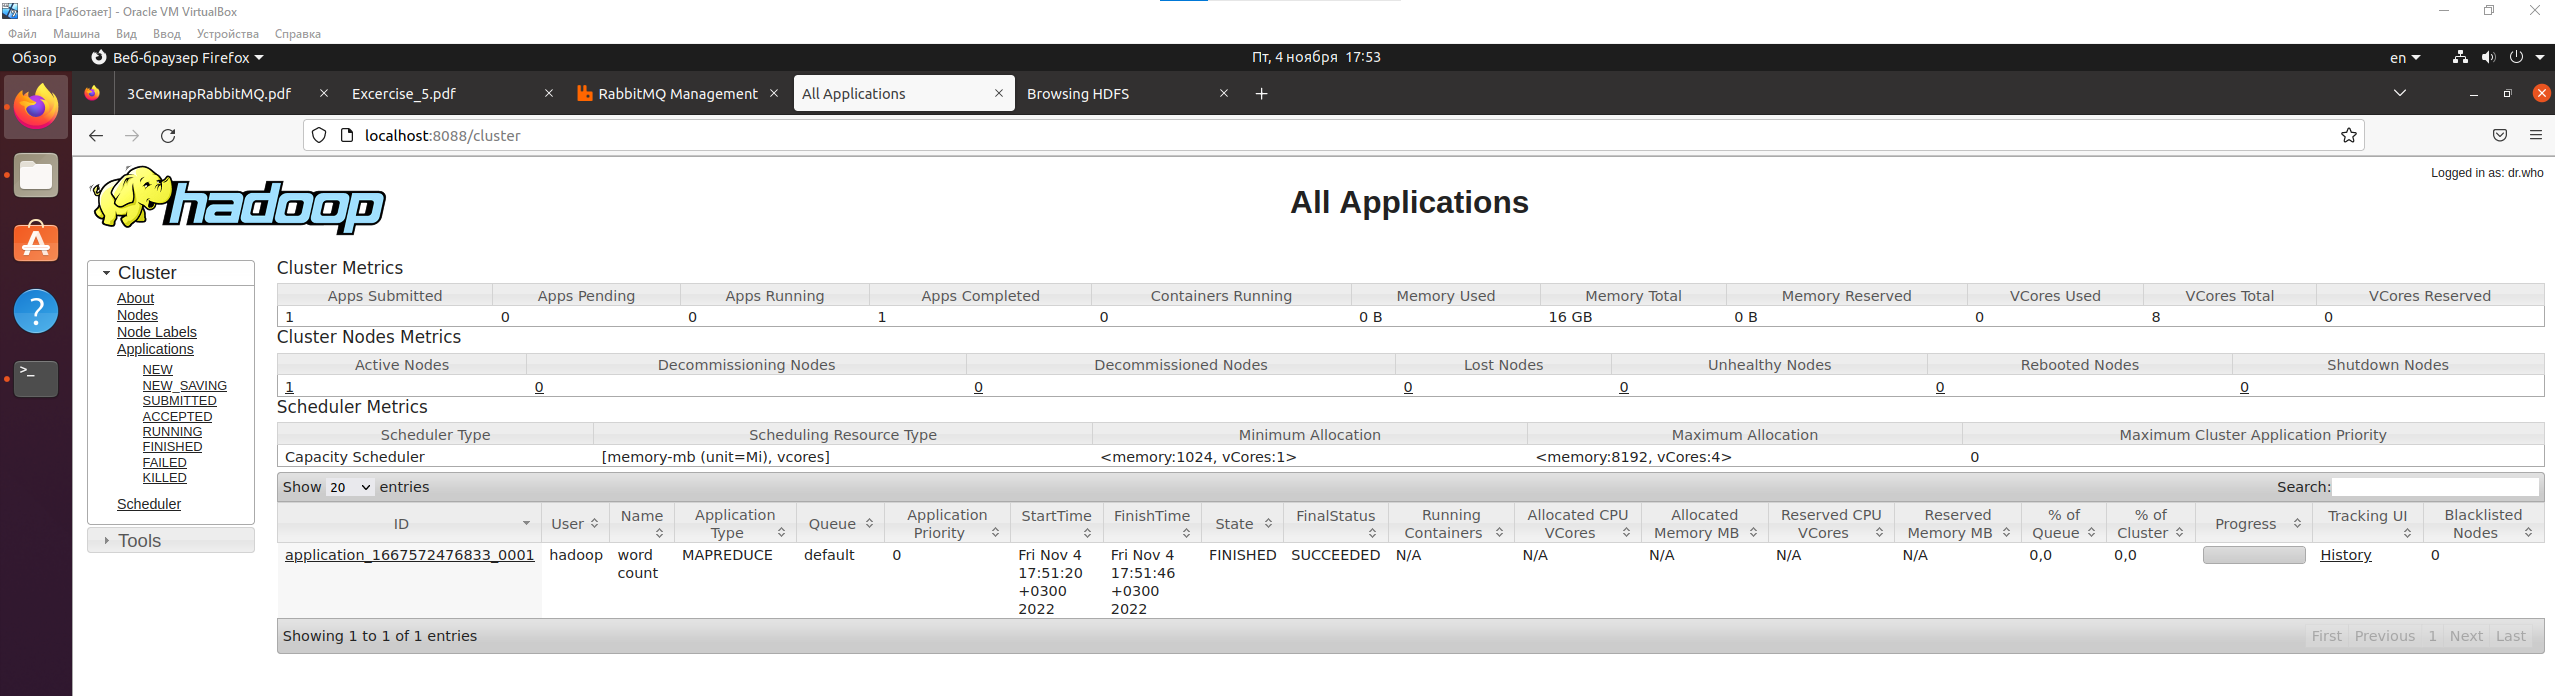 ilnara [Работает] - Oracle VM VirtualBox
Файл Машина Вид Ввод Устройства Справка
Обзор Веб-браузер Firefox Пт, 4 ноября 17:53 en
3СеминарRabbitMQ.pdf Excercise_5.pdf RabbitMQ Management All Applications Browsing HDFS
localhost:8088/cluster
Logged in as: dr.who
hadoop
All Applications
Cluster
About
Nodes
Node Labels
Applications
NEW
NEW_SAVING
SUBMITTED
ACCEPTED
RUNNING
FINISHED
FAILED
KILLED
Scheduler
Tools
Cluster Metrics
Apps Submitted Apps Pending Apps Running Apps Completed Containers Running Memory Used Memory Total Memory Reserved VCores Used VCores Total VCores Reserved
1 0 0 1 0 0 B 16 GB 0 B 0 8 0
Cluster Nodes Metrics
Active Nodes Decommissioning Nodes Decommissioned Nodes Lost Nodes Unhealthy Nodes Rebooted Nodes Shutdown Nodes
1 0 0 0 0 0 0
Scheduler Metrics
Scheduler Type Scheduling Resource Type Minimum Allocation Maximum Allocation Maximum Cluster Application Priority
Capacity Scheduler [memory-mb (unit=Mi), vcores] <memory:1024, vCores:1> <memory:8192, vCores:4> 0
Show 20 entries Search:
ID User Name Application Type Queue Application Priority StartTime FinishTime State FinalStatus Running Containers Allocated CPU VCores Allocated Memory MB Reserved CPU VCores Reserved Memory MB % of Queue % of Cluster Progress Tracking UI Blacklisted Nodes
application_1667572476833_0001 hadoop word count MAPREDUCE default 0 Fri Nov 4 17:51:20 +0300 2022 Fri Nov 4 17:51:46 +0300 2022 FINISHED SUCCEEDED N/A N/A N/A N/A N/A 0,0 0,0 History 0
Showing 1 to 1 of 1 entries First Previous 1 Next Last